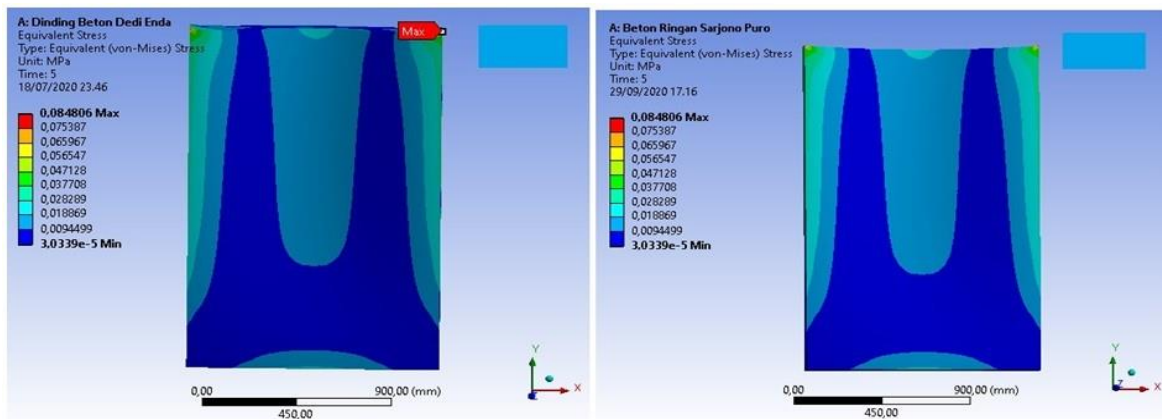 A: Dinding Beton Dedi Enda
Equivalent Stress
Type: Equivalent (von-Mises) Stress
Unit: MPa
Time: 5
18/07/2020 23.46
0,084806 Max
0,075387
0,065967
0,056547
0,047128
0,037708
0,028289
0,018869
0,0094499
3,0339e-5 Min
Max
0,00
900,00 (mm)
450,00
Y
X
Z
A: Beton Ringan Sarjono Puro
Equivalent Stress
Type: Equivalent (von-Mises) Stress
Unit: MPa
Time: 5
29/09/2020 17.16
0,084806 Max
0,075387
0,065967
0,056547
0,047128
0,037708
0,028289
0,018869
0,0094499
3,0339e-5 Min
0,00
900,00 (mm)
450,00
Y
X
Z